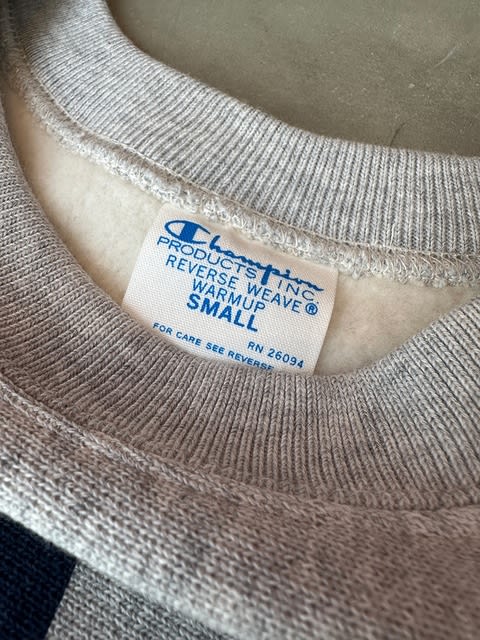 Champion
PRODUCTS INC.
REVERSE WEAVE®
WARMUP
SMALL
RN 26094
FOR CARE SEE REVERSE